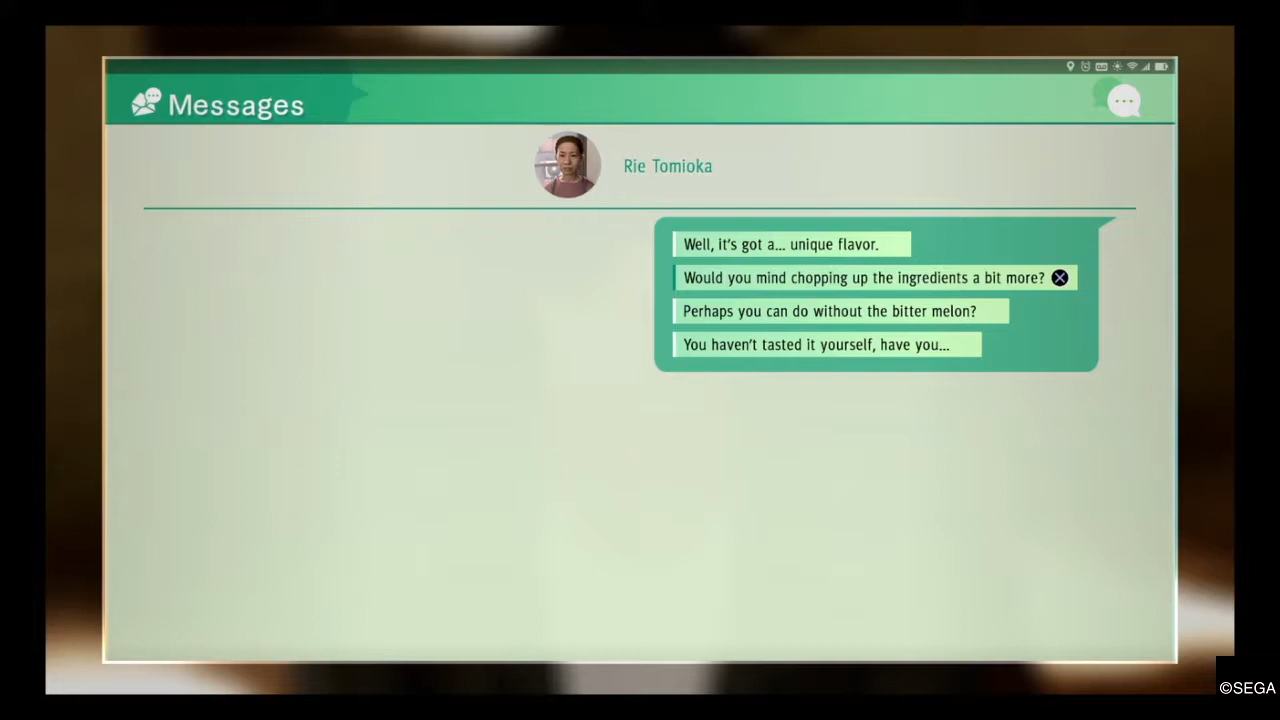 Messages
Rie Tomioka
Well, it's got a... unique flavor.
Would you mind chopping up the ingredients a bit more?
Perhaps you can do without the bitter melon?
You haven't tasted it yourself, have you...
©SEGA